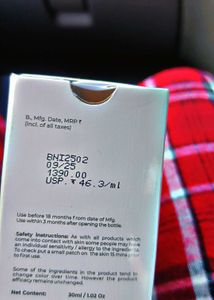 B., Mfg. Date, MRP ₹
(Incl. of all taxes)
BNI2502
09/25
1390.00
USP. ₹ 46.3/ml
Use before 18 months from date of Mfg.
Use within 3 months after opening the bottle.
Safety Instructions: As with all products which
come into contact with skin some people may have
an individual sensitivity / allergy to the ingredients.
To check put a small patch on the skin 15 mins prior
to first use.
Some of the ingredients in the product tend to
change color over time. However the product
efficacy remains unchanged.
Net Content: 30ml / 1.02 Oz